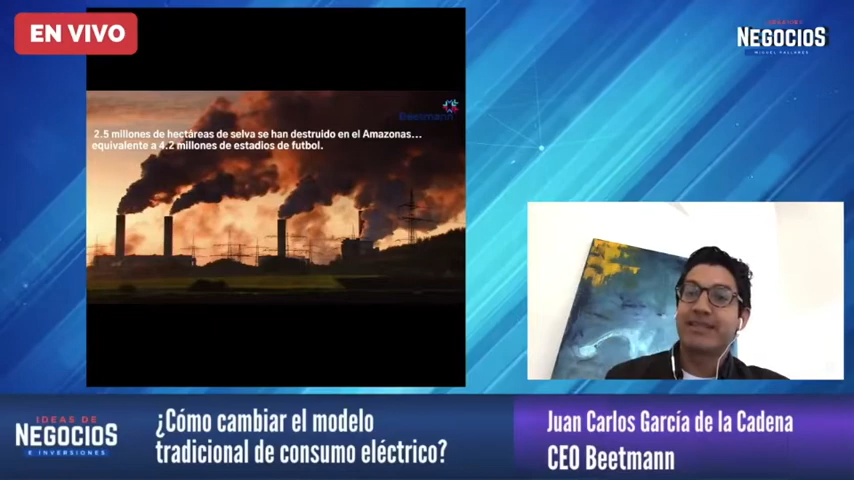 EN VIVO
NEGOCIOS
Beetmann
2.5 millones de hectáreas de selva se han destruido en el Amazonas...
equivalente a 4.2 millones de estadios de futbol.
IDEAS DE
NEGOCIOS
E INVERSIONES
¿Cómo cambiar el modelo
tradicional de consumo eléctrico?
Juan Carlos García de la Cadena
CEO Beetmann